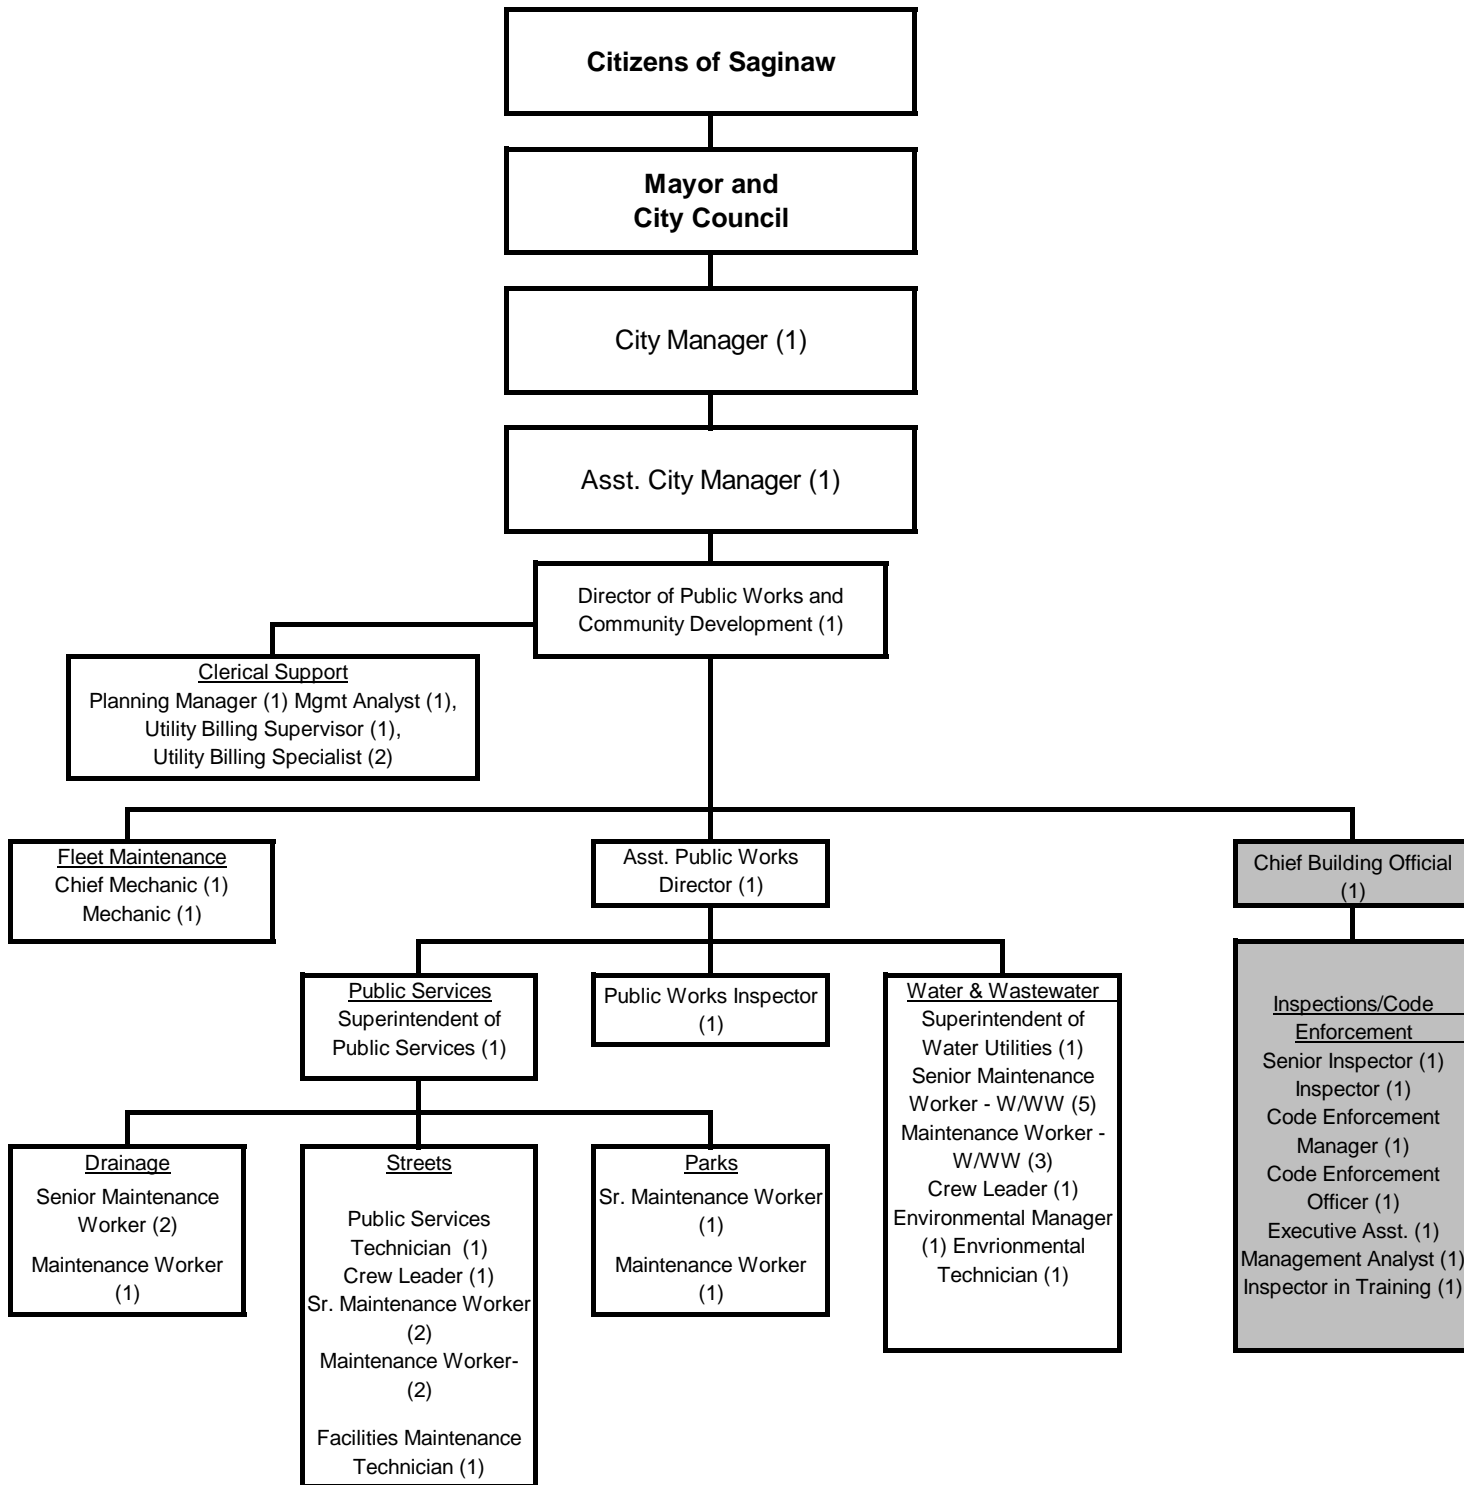 Citizens of Saginaw
Mayor and
City Council
City Manager (1)
Asst. City Manager (1)
Director of Public Works and
Community Development (1)
Clerical Support
Planning Manager (1) Mgmt Analyst (1),
Utility Billing Supervisor (1),
Utility Billing Specialist (2)
Fleet Maintenance
Chief Mechanic (1)
Mechanic (1)
Asst. Public Works
Director (1)
Chief Building Official
(1)
Public Services
Superintendent of
Public Services (1)
Public Works Inspector
(1)
Water & Wastewater
Superintendent of
Water Utilities (1)
Senior Maintenance
Worker - W/WW (5)
Maintenance Worker -
W/WW (3)
Crew Leader (1)
Environmental Manager
(1) Envrionmental
Technician (1)
Inspections/Code
Enforcement
Senior Inspector (1)
Inspector (1)
Code Enforcement
Manager (1)
Code Enforcement
Officer (1)
Executive Asst. (1)
Management Analyst (1)
Inspector in Training (1)
Drainage
Senior Maintenance
Worker (2)
Maintenance Worker
(1)
Streets
Public Services
Technician  (1)
Crew Leader (1)
Sr. Maintenance Worker
(2)
Maintenance Worker-
(2)
Facilities Maintenance
Technician (1)
Parks
Sr. Maintenance Worker
(1)
Maintenance Worker
(1)